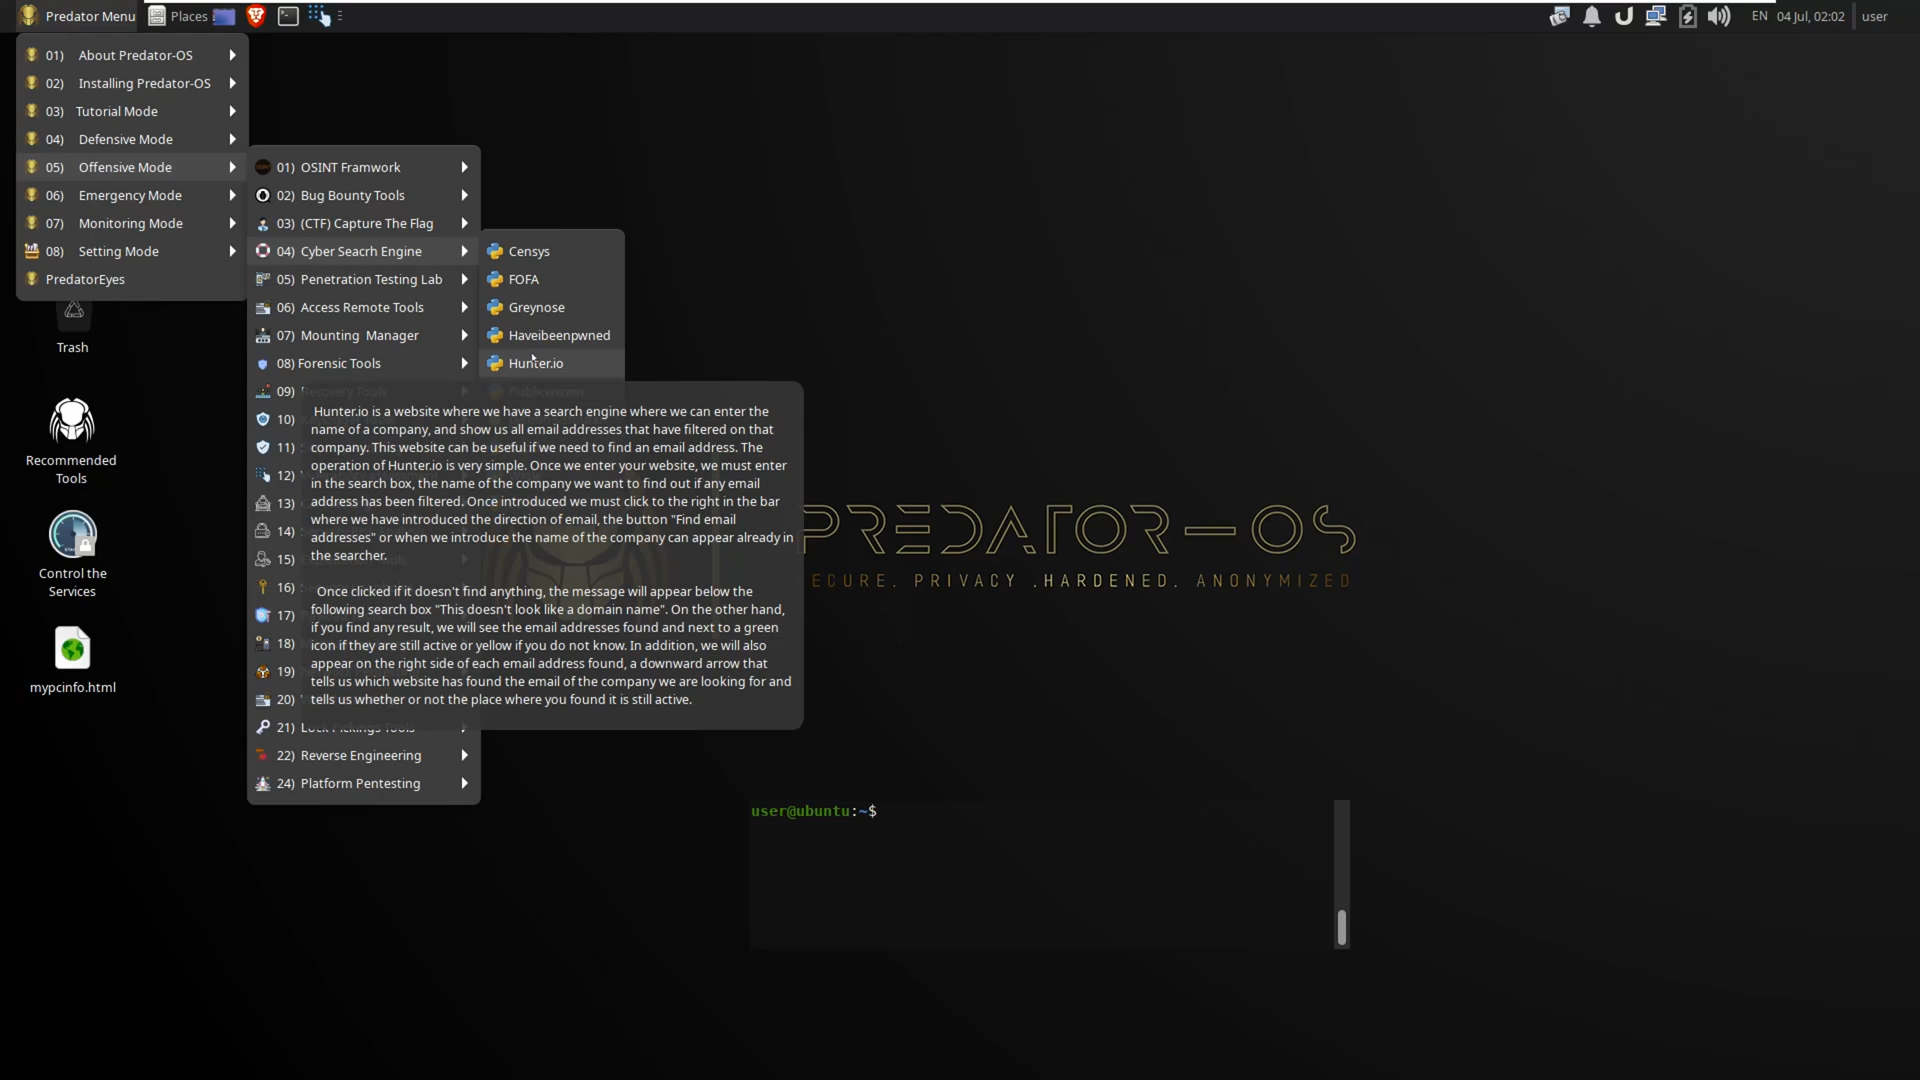 Predator Menu
Places
EN 04 Jul, 02:02 user
01) About Predator-OS
02) Installing Predator-OS
03) Tutorial Mode
04) Defensive Mode
05) Offensive Mode
06) Emergency Mode
07) Monitoring Mode
08) Setting Mode
PredatorEyes
Trash
Recommended
Tools
Control the
Services
mypcinfo.html
01) OSINT Framwork
02) Bug Bounty Tools
03) (CTF) Capture The Flag
04) Cyber Seacrh Engine
05) Penetration Testing Lab
06) Access Remote Tools
07) Mounting Manager
08) Forensic Tools
09) Recovery Tools
10)
11)
12)
13)
14)
15)
16)
17)
18)
19)
20)
21) Lock Pickings Tools
22) Reverse Engineering
24) Platform Pentesting
Censys
FOFA
Greynose
Haveibeenpwned
Hunter.io
Publicwwww
Hunter.io is a website where we have a search engine where we can enter the
name of a company, and show us all email addresses that have filtered on that
company. This website can be useful if we need to find an email address. The
operation of Hunter.io is very simple. Once we enter your website, we must enter
in the search box, the name of the company we want to find out if any email
address has been filtered. Once introduced we must click to the right in the bar
where we have introduced the direction of email, the button "Find email
addresses" or when we introduce the name of the company can appear already in
the searcher.
Once clicked if it doesn't find anything, the message will appear below the
following search box "This doesn't look like a domain name". On the other hand,
if you find any result, we will see the email addresses found and next to a green
icon if they are still active or yellow if you do not know. In addition, we will also
appear on the right side of each email address found, a downward arrow that
tells us which website has found the email of the company we are looking for and
tells us whether or not the place where you found it is still active.
PREDATOR-OS
ECURE. PRIVACY .HARDENED. ANONYMIZED
user@ubuntu:~$